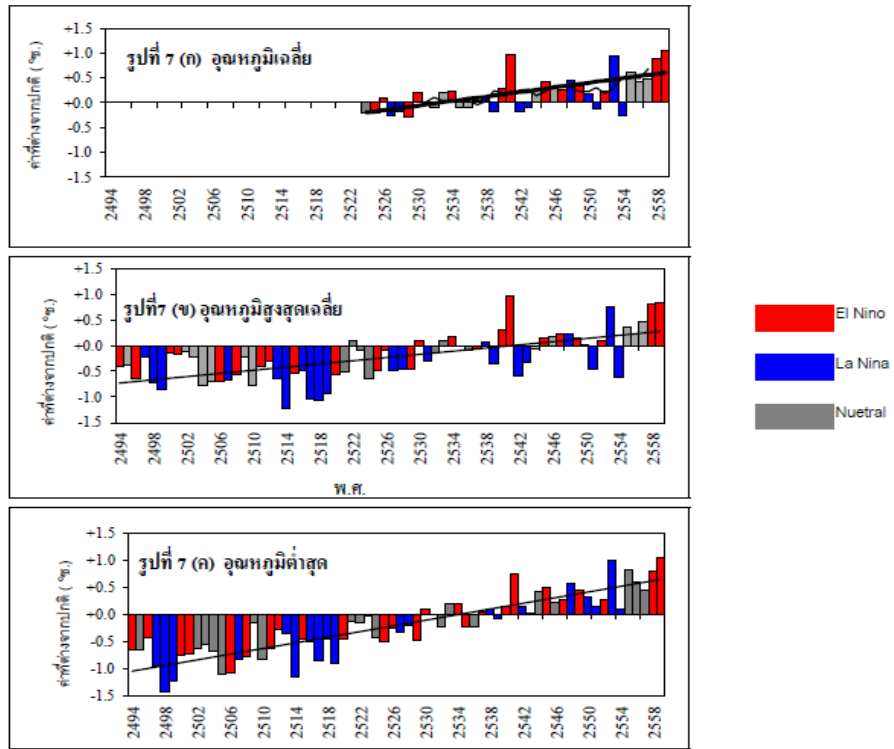 รูปที่ 7 (ก) อุณหภูมิเฉลี่ย
ค่าที่ต่างจากปกติ ( °ซ.)
+1.5
+1.0
+0.5
+0.0
-0.5
-1.0
-1.5
2494 2498 2502 2506 2510 2514 2518 2522 2526 2530 2534 2538 2542 2546 2550 2554 2558
รูปที่7 (ข) อุณหภูมิสูงสุดเฉลี่ย
ค่าที่ต่างจากปกติ ( °ซ.)
+1.5
+1.0
+0.5
+0.0
-0.5
-1.0
-1.5
2494 2498 2502 2506 2510 2514 2518 2522 2526 2530 2534 2538 2542 2546 2550 2554 2558
พ.ศ.
El Nino
La Nina
Nuetral
รูปที่ 7 (ค) อุณหภูมิต่ำสุด
ค่าที่ต่างจากปกติ ( °ซ.)
+1.5
+1.0
+0.5
+0.0
-0.5
-1.0
-1.5
2494 2498 2502 2506 2510 2514 2518 2522 2526 2530 2534 2538 2542 2546 2550 2554 2558